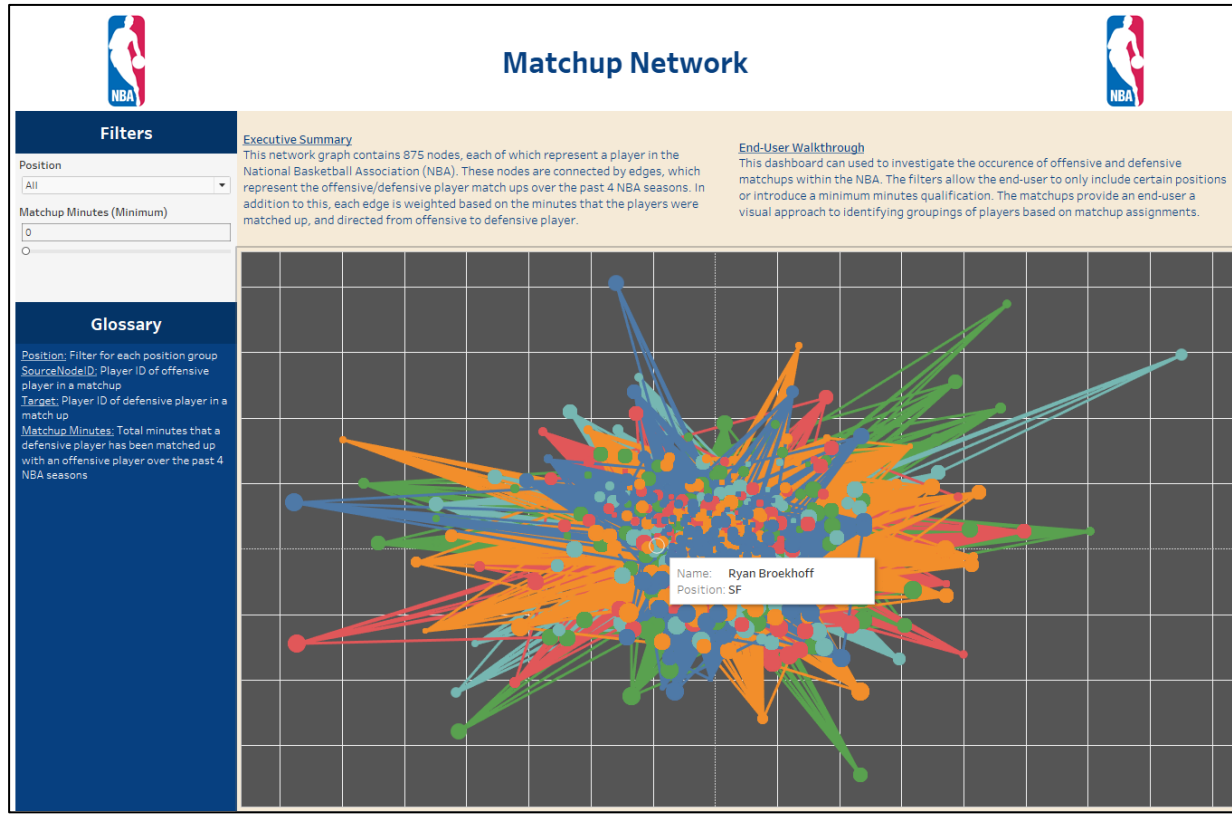 NBA
Matchup Network
NBA
Filters
Position
All
Matchup Minutes (Minimum)
0
Glossary
Position: Filter for each position group
SourceNodeID: Player ID of offensive
player in a matchup
Target: Player ID of defensive player in a
match up
Matchup Minutes: Total minutes that a
defensive player has been matched up
with an offensive player over the past 4
NBA seasons
Executive Summary
This network graph contains 875 nodes, each of which represent a player in the
National Basketball Association (NBA). These nodes are connected by edges, which
represent the offensive/defensive player match ups over the past 4 NBA seasons. In
addition to this, each edge is weighted based on the minutes that the players were
matched up, and directed from offensive to defensive player.
End-User Walkthrough
This dashboard can used to investigate the occurence of offensive and defensive
matchups within the NBA. The filters allow the end-user to only include certain positions
or introduce a minimum minutes qualification. The matchups provide an end-user a
visual approach to identifying groupings of players based on matchup assignments.
Name: Ryan Broekhoff
Position: SF